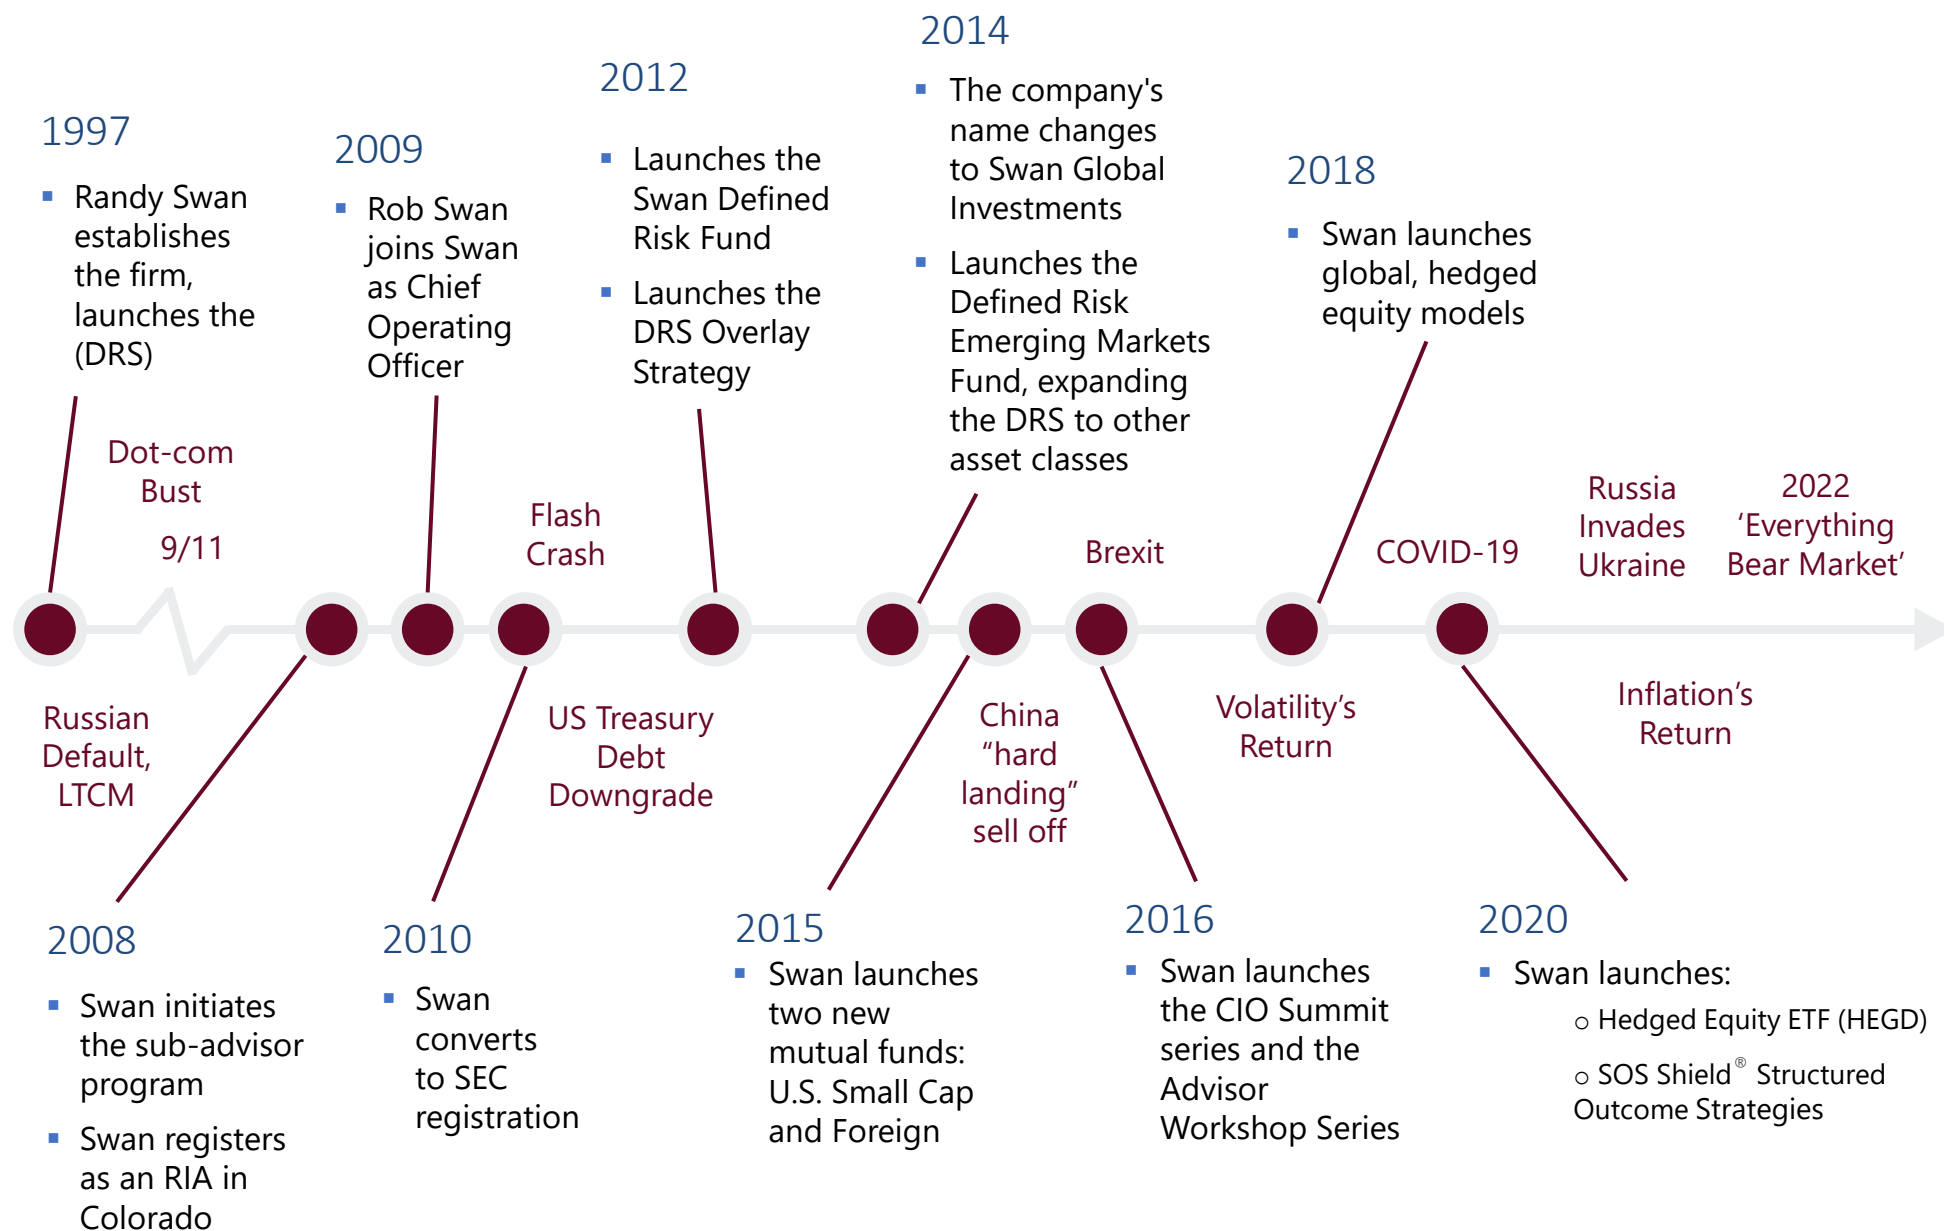 1997
Randy Swan
establishes
the firm,
launches the
(DRS)
2009
Rob Swan
joins Swan
as Chief
Operating
Officer
2012
Launches the
Swan Defined
Risk Fund
Launches the
DRS Overlay
Strategy
2014
The company's
name changes
to Swan Global
Investments
Launches the
Defined Risk
Emerging Markets
Fund, expanding
the DRS to other
asset classes
2018
Swan launches
global, hedged
equity models
Dot-com
Bust
9/11
Flash
Crash
Brexit
COVID-19
Russia
Invades
Ukraine
2022
‘Everything
Bear Market’
Russian
Default,
LTCM
US Treasury
Debt
Downgrade
China
“hard
landing”
sell off
Volatility’s
Return
Inflation’s
Return
2008
Swan initiates
the sub-advisor
program
Swan registers
as an RIA in
Colorado
2010
Swan
converts
to SEC
registration
2015
Swan launches
two new
mutual funds:
U.S. Small Cap
and Foreign
2016
Swan launches
the CIO Summit
series and the
Advisor
Workshop Series
2020
Swan launches:
Hedged Equity ETF (HEGD)
SOS Shield® Structured
Outcome Strategies